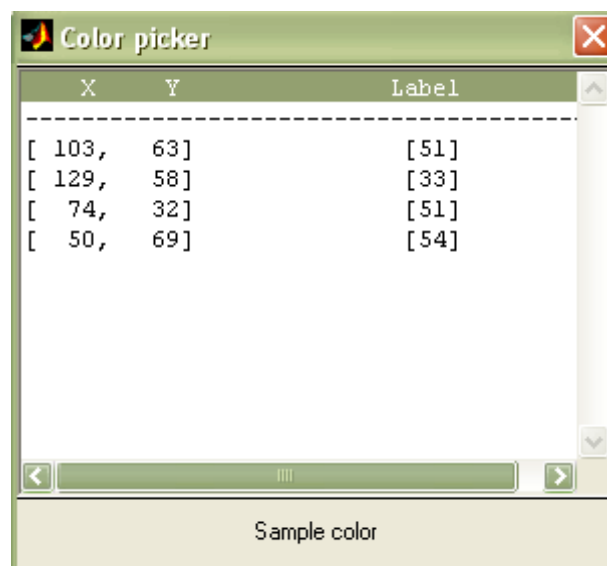 Color picker
X Y Label
--------------------------------------------
[ 103, 63] [51]
[ 129, 58] [33]
[ 74, 32] [51]
[ 50, 69] [54]
Sample color